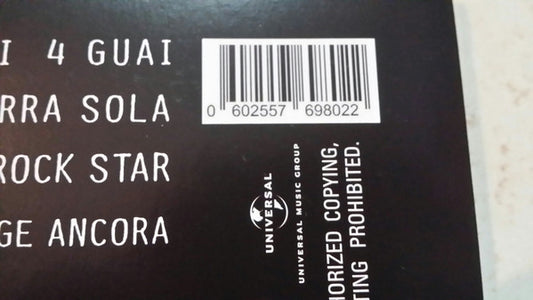 I 4 GUAI
RRA SOLA
ROCK STAR
GE ANCORA
0 602557 698022
UNIVERSAL
UNIVERSAL MUSIC GROUP
HORIZED COPYING,
TING PROHIBITED.